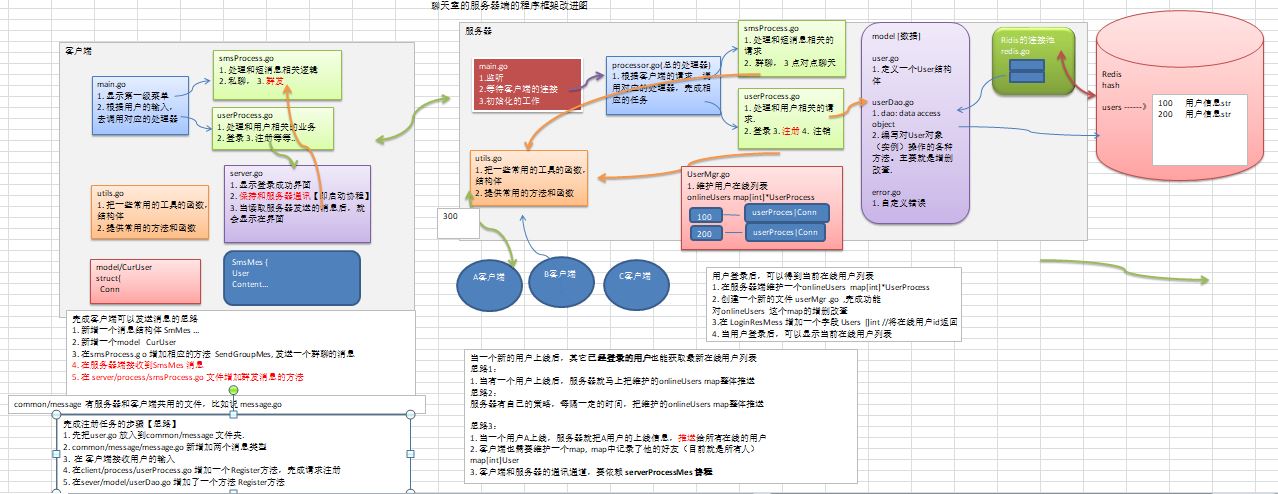 聊天室的服务器端的程序框架改进图
客户端
smsProcess.go
1. 处理和短消息相关逻辑
2. 私聊, 3 群发
main.go
1. 显示第一级菜单
2. 根据用户的输入,
去调用对应的处理器
userProcess.go
1. 处理和用户相关的业务
2. 登录 3. 注册等等..
server.go
1. 显示登录成功界面
2. 保持和服务器通讯【即启动协程】
3. 当读取服务器发送的消息后, 就
会显示在界面
utils.go
1. 把一些常用的工具的函数,
结构体
2. 提供常用的方法和函数
model/CurUser
struct{
Conn
SmsMes {
User
Content...
完成客户端可以发送消息的思路
1. 新增一个消息结构体 SmMes ...
2. 新增一个model CurUser
3. 在smsProcess.go 增加相应的方法 SendGroupMes, 发送一个群聊的消息
4. 在服务器端接收到SmsMes 消息
5. 在 server/process/smsProcess.go 文件增加群发消息的方法
common/message 有服务器和客户端共用的文件, 比如说 message.go
完成注册任务的步骤【思路】
1. 先把user.go 放入到common/message 文件夹.
2. common/message/message.go 新增加两个消息类型
3. 在 客户端接收用户的输入
4. 在client/process/userProcess.go 增加一个Register方法, 完成请求注册
5. 在sever/model/userDao.go 增加了一个方法 Register方法
服务器
main.go
1.监听
2.等待客户端的连接
3.初始化的工作
processor.go(总的处理器)
1. 根据客户端的请求, 调
用对应的处理器, 完成相
应的任务
smsProcess.go
1. 处理和短消息相关的
请求
2. 群聊、 3 点对点聊天
userProcess.go
1. 处理和用户相关的请
求.
2. 登录 3. 注册 4. 注销
utils.go
1. 把一些常用的工具的函数,
结构体
2. 提供常用的方法和函数
UserMgr.go
1. 维护用户在线列表
onlineUsers map[int]*UserProcess
100
userProces|Conn
200
userProces|Conn
300
A客户端
B客户端
C客户端
model [数据]
user.go
1. 定义一个User结构
体
userDao.go
1. dao: data access
object
2. 编写对User对象
(实例) 操作的各种
方法。主要就是增删
改查.
error.go
1. 自定义错误
Ridis的连接池
redis.go
Redis
hash
users ------》
100 用户信息str
200 用户信息str
用户登录后, 可以得到当前在线用户列表
1. 在服务器端维护一个onlineUsers map[int]*UserProcess
2. 创建一个新的文件 userMgr.go ,完成功能
对onlineUsers 这个map的增删改查
3.在 LoginResMess 增加一个字段 Users []int //将在线用户id返回
4. 当用户登录后, 可以显示当前在线用户列表
当一个新的用户上线后, 其它已经登录的用户也能获取最新在线用户列表
思路1:
1. 当有一个用户上线后, 服务器就马上把维护的onlineUsers map整体推送
思路2:
服务器有自己的策略, 每隔一定的时间, 把维护的onlineUsers map整体推送
思路3:
1. 当一个用户A上线, 服务器就把A用户的上线信息, 推送给所有在线的用户
2. 客户端也需要维护一个map, map中记录了他的好友(目前就是所有人)
map[int]User
3. 客户端和服务器的通讯通道, 要依赖 serverProcessMes 协程